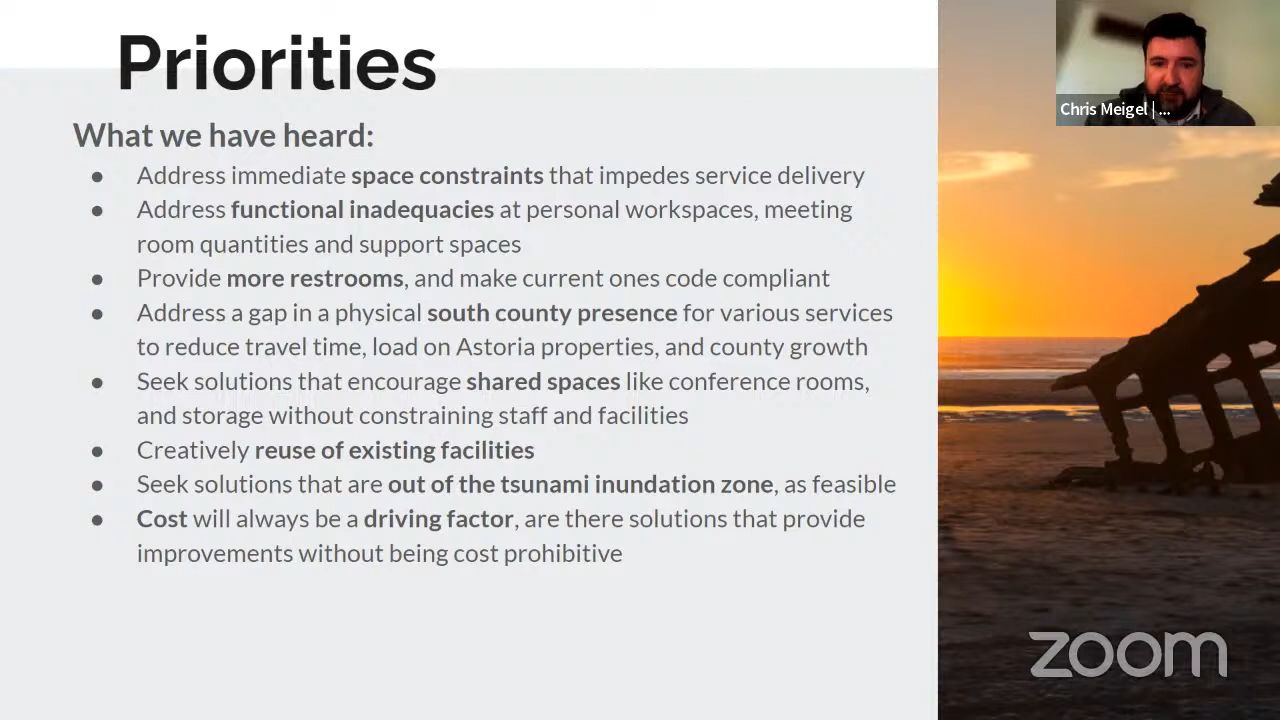 Priorities
What we have heard:
● Address immediate space constraints that impedes service delivery
● Address functional inadequacies at personal workspaces, meeting
room quantities and support spaces
● Provide more restrooms, and make current ones code compliant
● Address a gap in a physical south county presence for various services
to reduce travel time, load on Astoria properties, and county growth
● Seek solutions that encourage shared spaces like conference rooms,
and storage without constraining staff and facilities
● Creatively reuse of existing facilities
● Seek solutions that are out of the tsunami inundation zone, as feasible
● Cost will always be a driving factor, are there solutions that provide
improvements without being cost prohibitive
Chris Meigel | ...
zoom